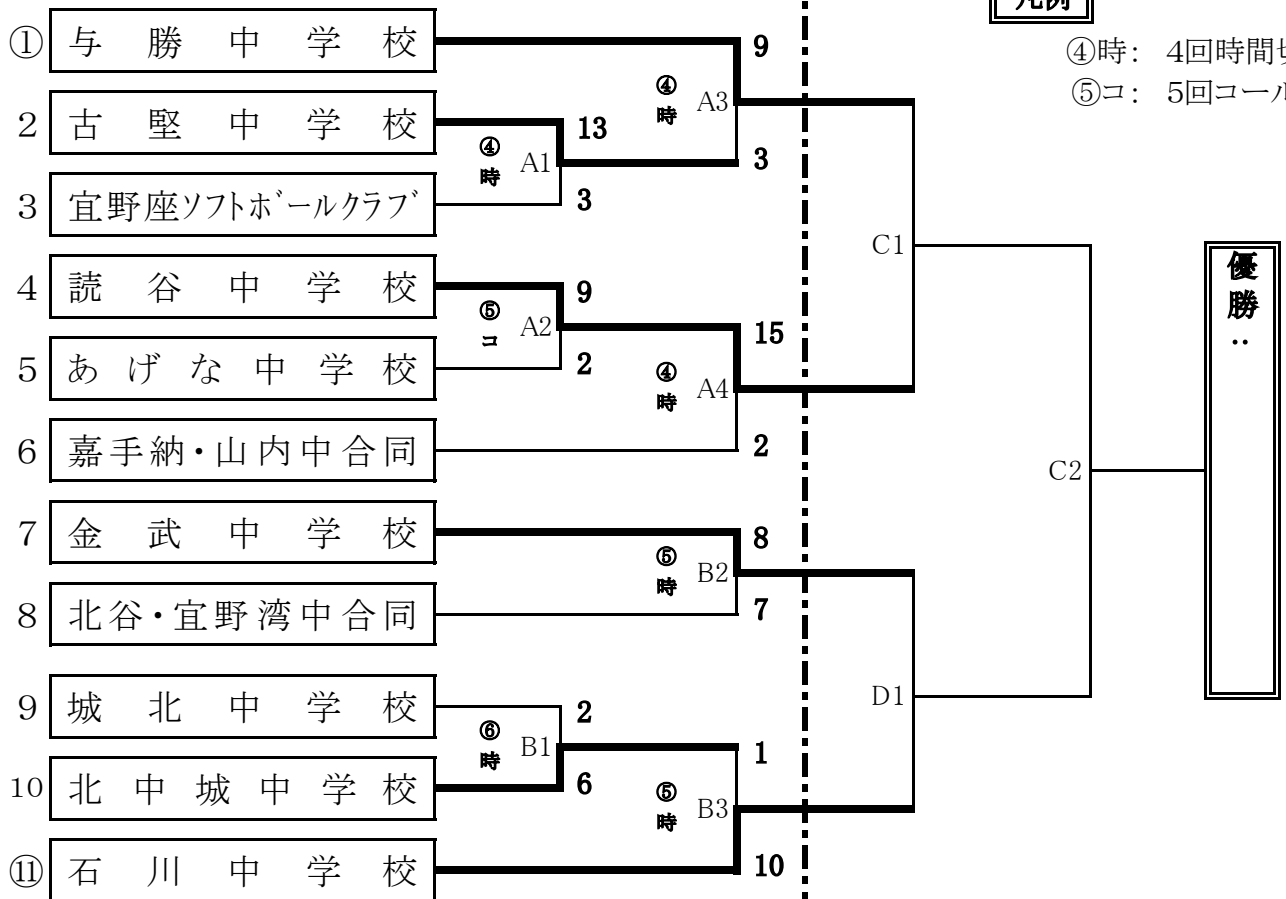 凡例
④時： 4回時間
⑤コ： 5回コール
① 与勝中学校
2 古堅中学校
3 宜野座ソフトボールクラブ
4 読谷中学校
5 あげな中学校
6 嘉手納・山内中合同
7 金武中学校
8 北谷・宜野湾中合同
9 城北中学校
10 北中城中学校
⑪ 石川中学校
④時 A1
13
3
⑤コ A2
9
2
⑥時 B1
2
6
④時 A3
9
3
④時 A4
15
2
⑤時 B2
8
7
⑤時 B3
1
10
C1
D1
C2
優勝：